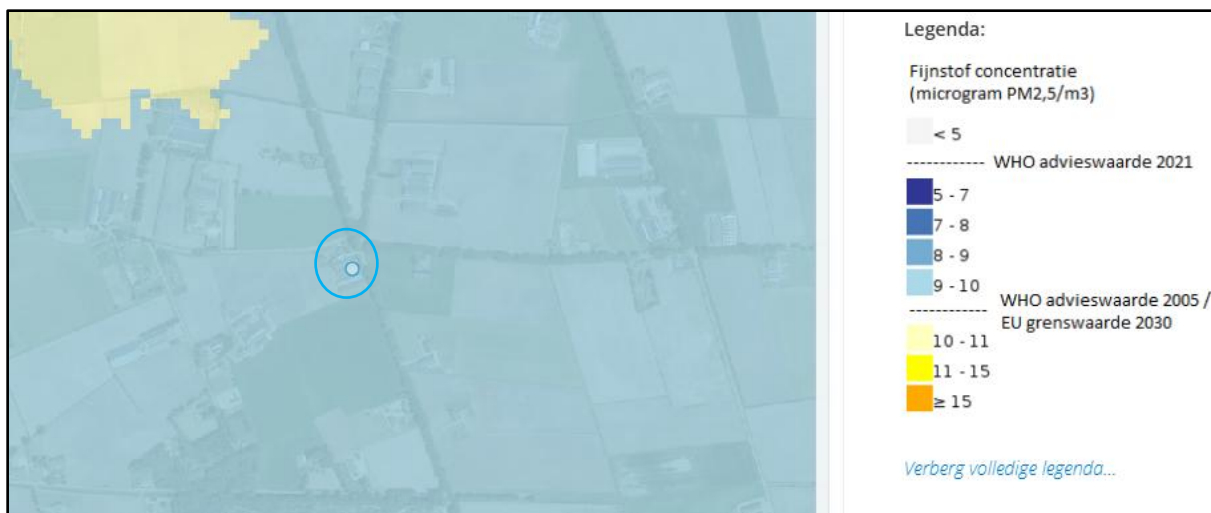 Legenda:
Fijnstof concentratie
(microgram PM2,5/m3)
< 5
------------ WHO advieswaarde 2021
5 - 7
7 - 8
8 - 9
9 - 10
------------ WHO advieswaarde 2005 /
EU grenswaarde 2030
10 - 11
11 - 15
≥ 15
Verberg volledige legenda...